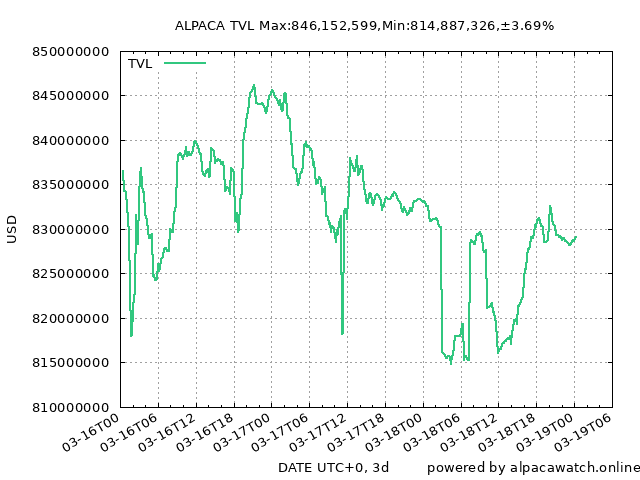 ALPACA TVL Max:846,152,599,Min:814,887,326,±3.69%
TVL
850000000
845000000
840000000
835000000
830000000
825000000
820000000
815000000
810000000
USD
03-16T00
03-16T06
03-16T12
03-16T18
03-17T00
03-17T06
03-17T12
03-17T18
03-18T00
03-18T06
03-18T12
03-18T18
03-19T00
03-19T06
DATE UTC+0, 3d
powered by alpacawatch.online